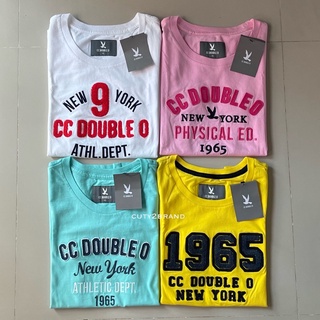 NEW 9 YORK
CC DOUBLE O
ATHL.DEPT.
CC DOUBLE O
NEW YORK
PHYSICAL ED.
1965
CUTY2BRAND
CC DOUBLE O
New York
ATHLETIC DEPT.
1965
1965
CC DOUBLE O
NEW YORK